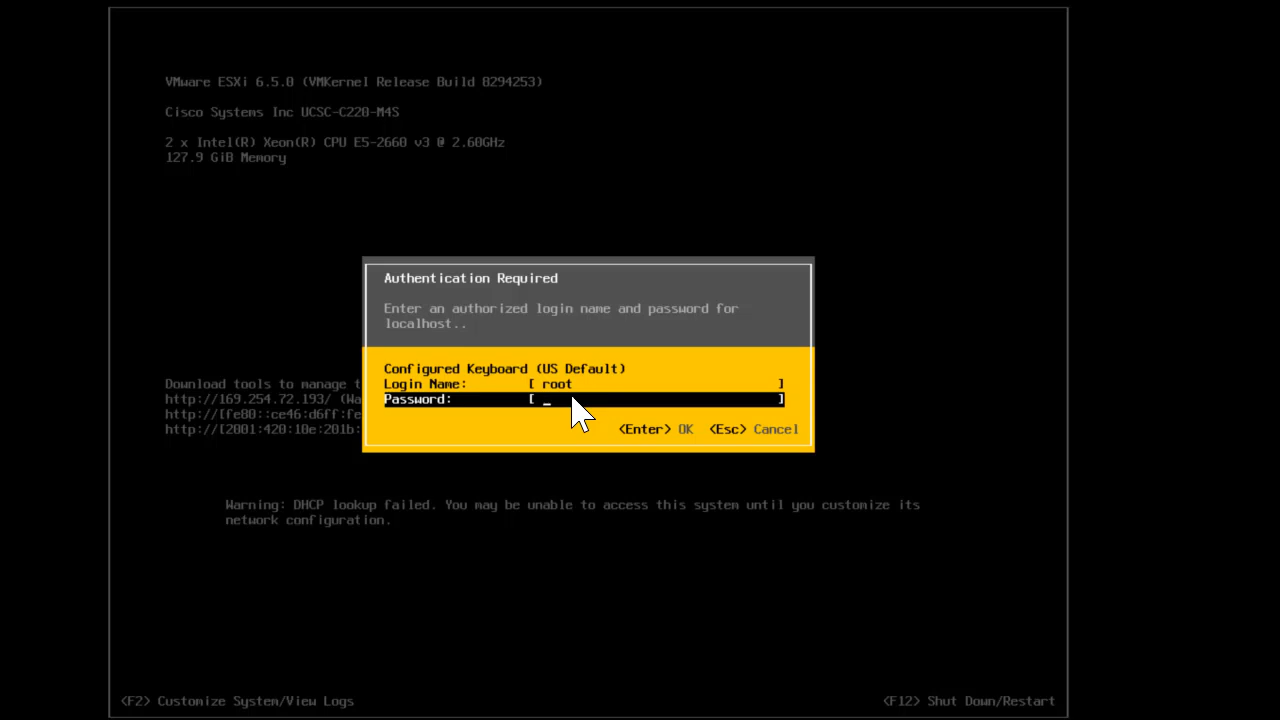 VMware ESXi 6.5.0 (VMKernel Release Build 8294253)
Cisco Systems Inc UCSC-C220-M4S
2 x Intel(R) Xeon(R) CPU E5-2660 v3 @ 2.60GHz
127.9 GiB Memory
Authentication Required
Enter an authorized login name and password for
localhost..
Configured Keyboard (US Default)
Login Name: [ root ]
Password: [ _ ]
<Enter> OK <Esc> Cancel
Download tools to manage t
http://169.254.72.193/ (Wa
http://[fe80::ce46:d6ff:fe
http://[2001:420:10e:201b:
Warning: DHCP lookup failed. You may be unable to access this system until you customize its
network configuration.
<F2> Customize System/View Logs
<F12> Shut Down/Restart